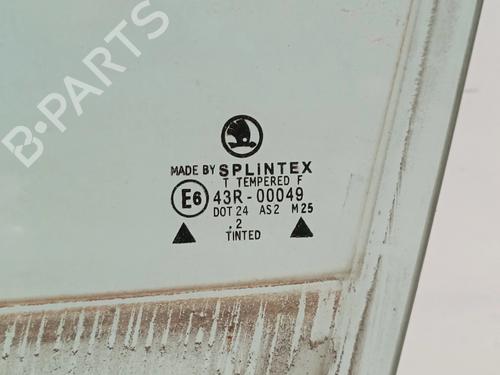 B-PARTS
MADE BY SPLINTEX
T TEMPERED F
E6 43R-00049
DOT 24 AS2 M25
.2
TINTED